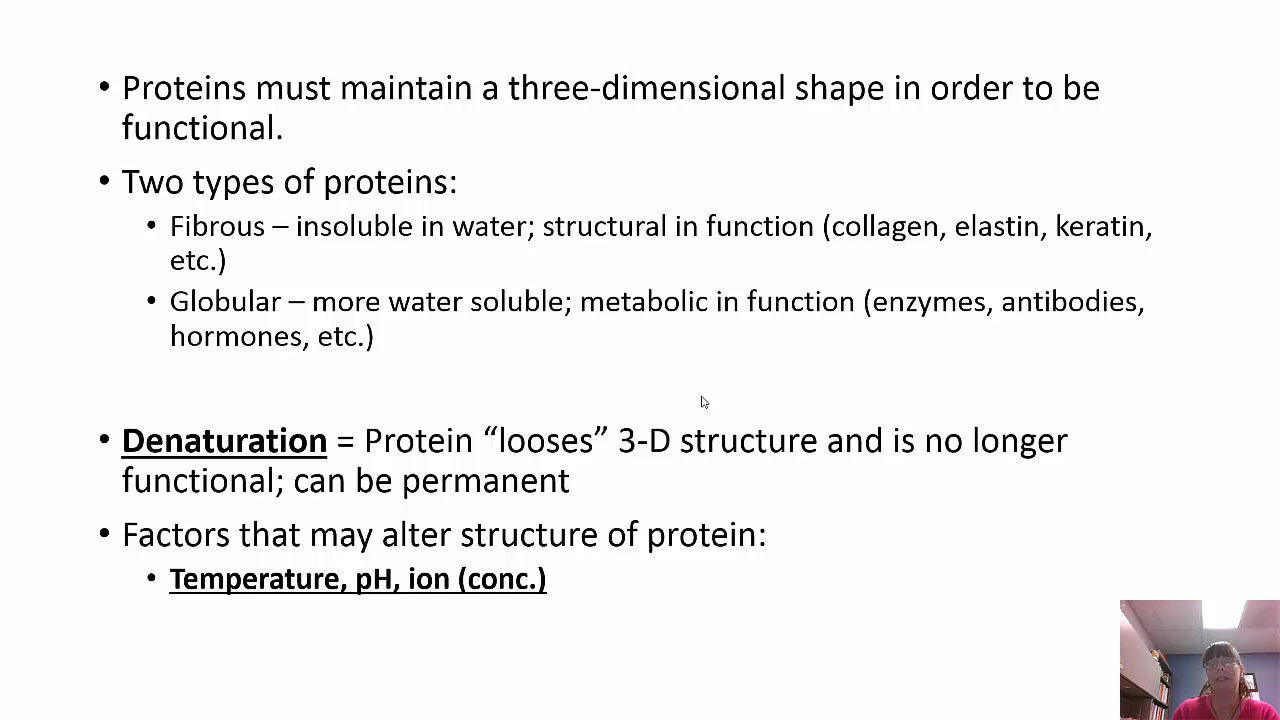 • Proteins must maintain a three-dimensional shape in order to be
functional.
• Two types of proteins:
• Fibrous – insoluble in water; structural in function (collagen, elastin, keratin,
etc.)
• Globular – more water soluble; metabolic in function (enzymes, antibodies,
hormones, etc.)
• Denaturation = Protein “looses” 3-D structure and is no longer
functional; can be permanent
• Factors that may alter structure of protein:
• Temperature, pH, ion (conc.)